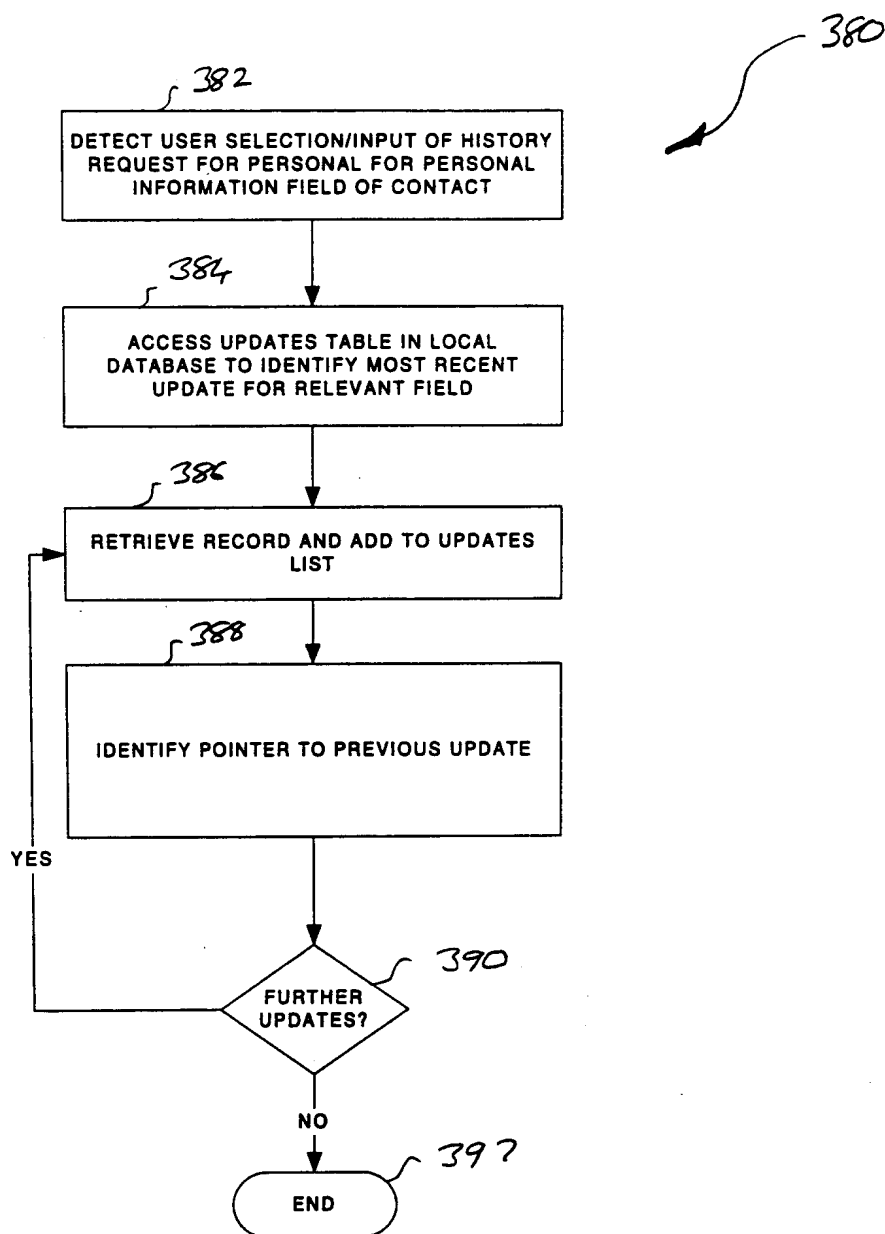 380
382
DETECT USER SELECTION/INPUT OF HISTORY
REQUEST FOR PERSONAL FOR PERSONAL
INFORMATION FIELD OF CONTACT
384
ACCESS UPDATES TABLE IN LOCAL
DATABASE TO IDENTIFY MOST RECENT
UPDATE FOR RELEVANT FIELD
386
RETRIEVE RECORD AND ADD TO UPDATES
LIST
388
IDENTIFY POINTER TO PREVIOUS UPDATE
YES
390
FURTHER
UPDATES?
NO
397
END